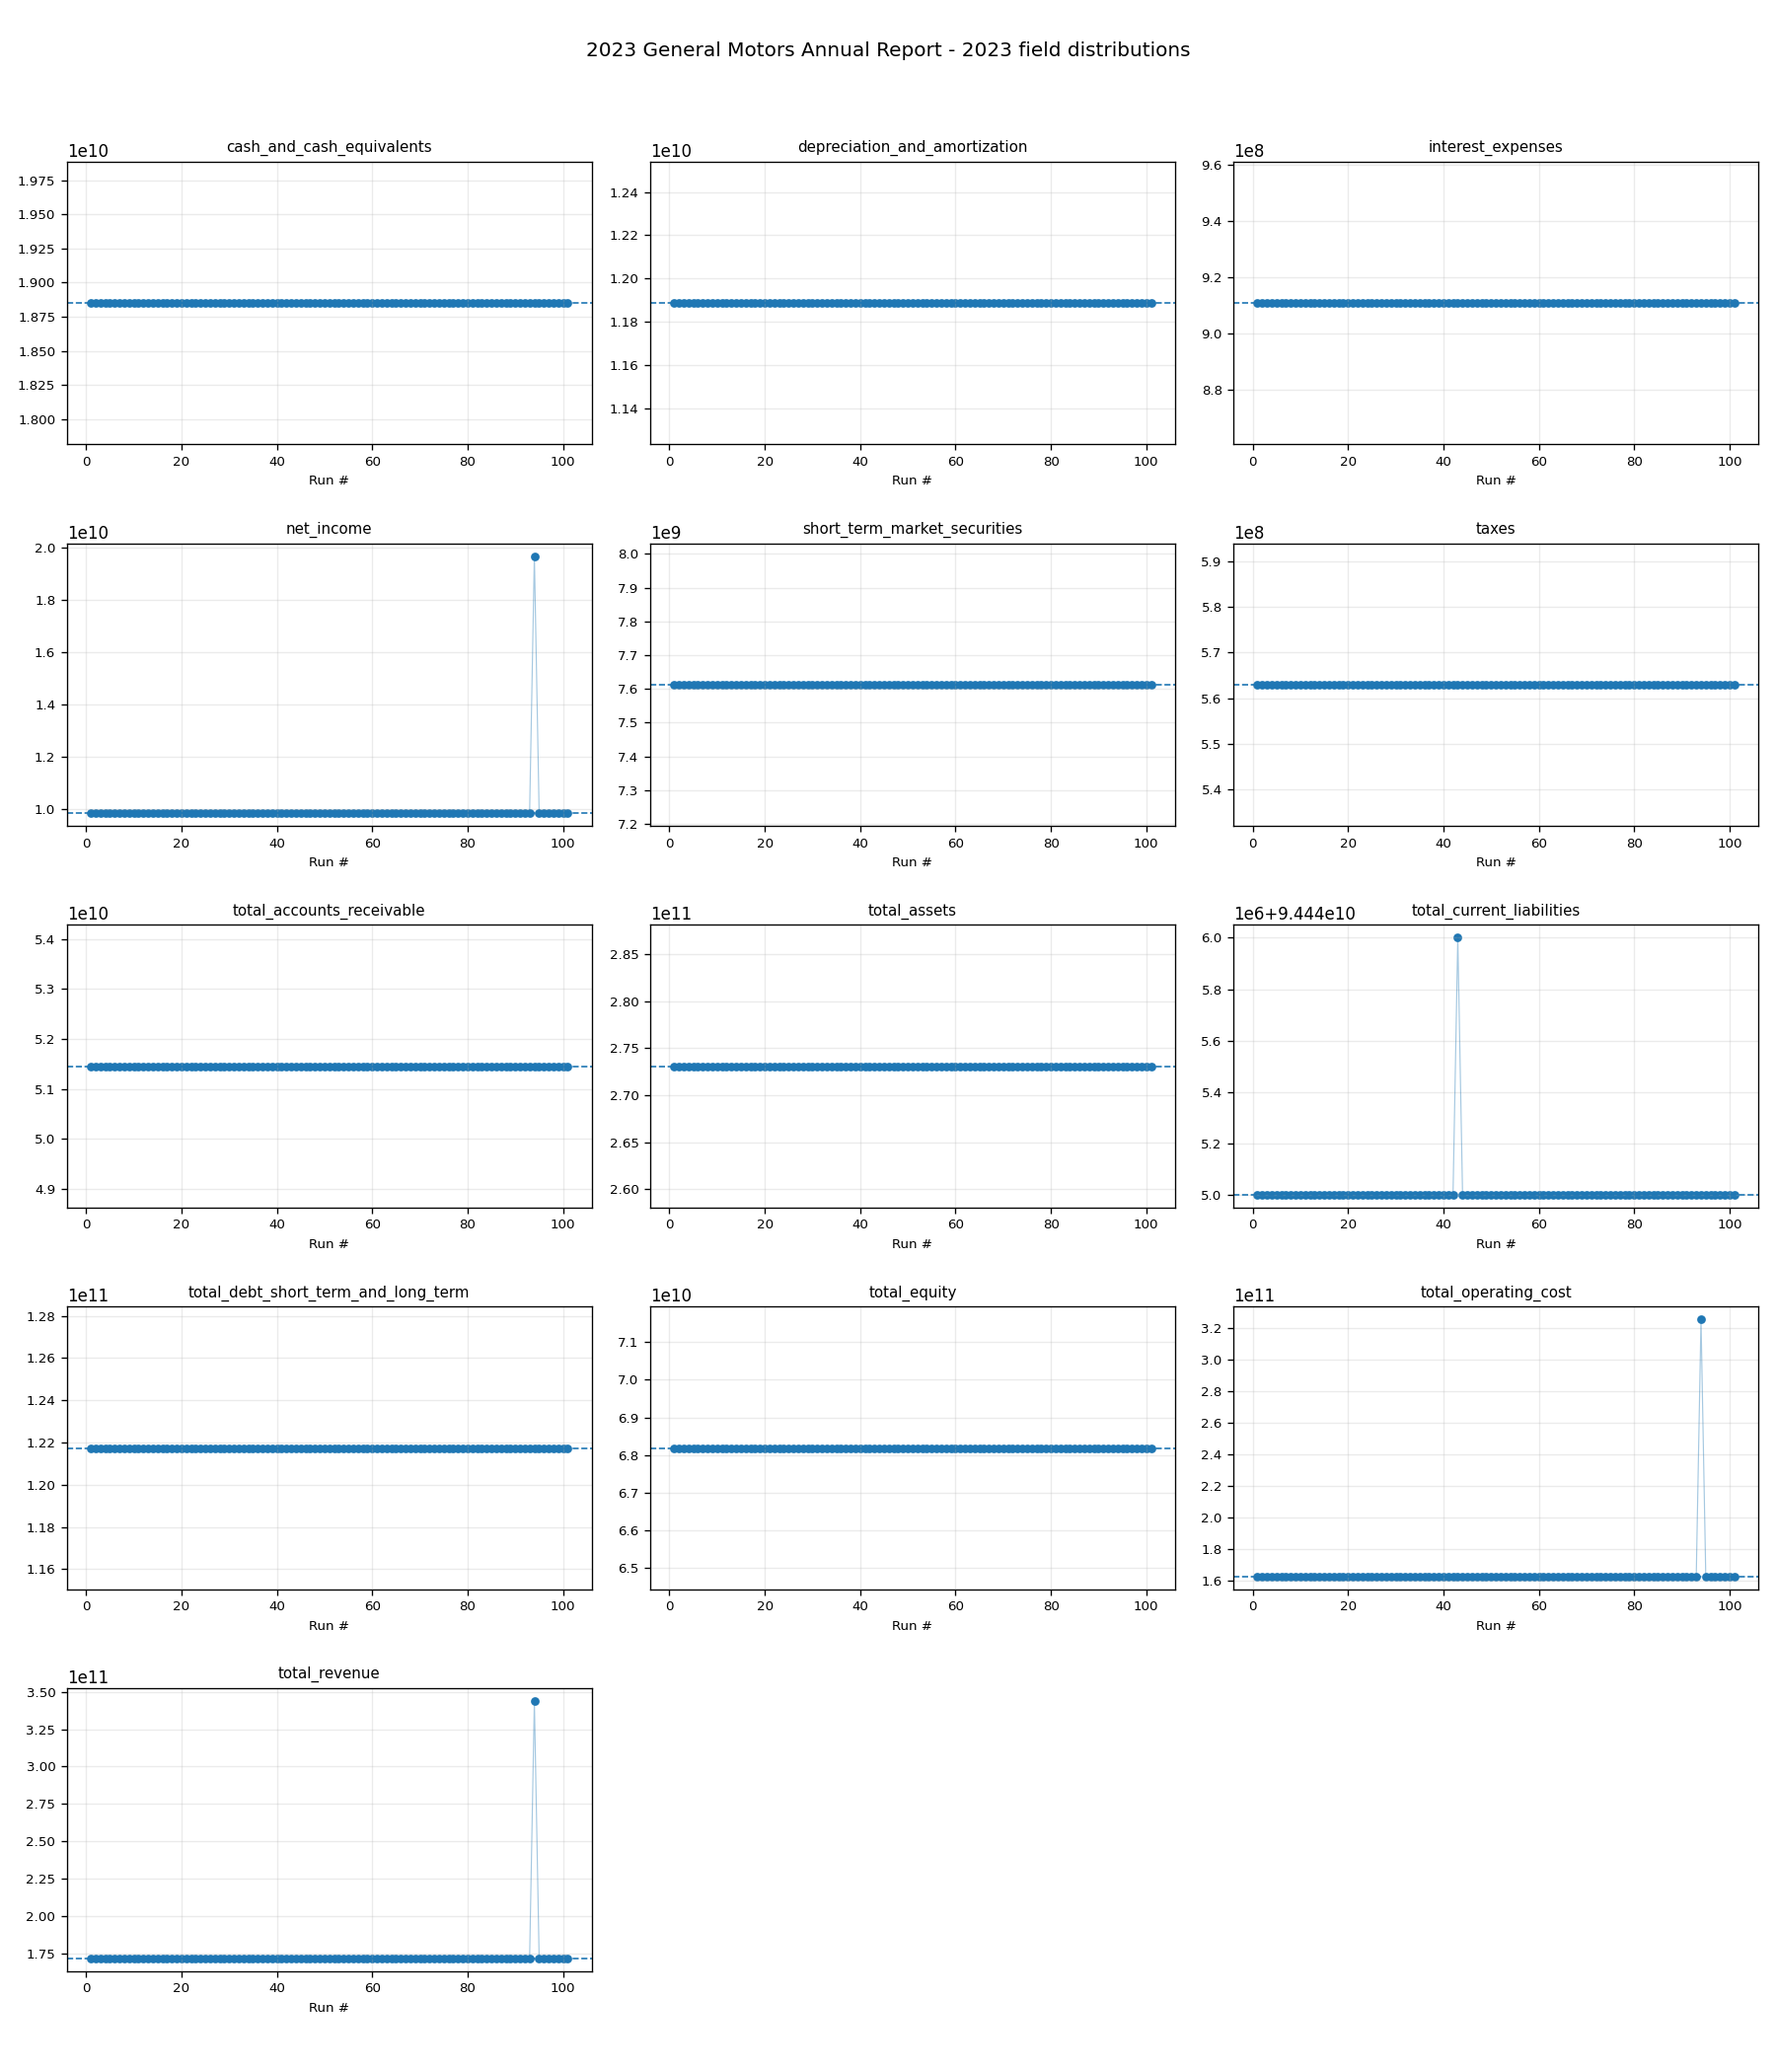 2023 General Motors Annual Report - 2023 field distributions
cash_and_cash_equivalents
1e10
1.975
1.950
1.925
1.900
1.875
1.850
1.825
1.800
0 20 40 60 80 100
Run #
depreciation_and_amortization
1e10
1.24
1.22
1.20
1.18
1.16
1.14
0 20 40 60 80 100
Run #
interest_expenses
1e8
9.6
9.4
9.2
9.0
8.8
0 20 40 60 80 100
Run #
net_income
1e10
2.0
1.8
1.6
1.4
1.2
1.0
0 20 40 60 80 100
Run #
short_term_market_securities
1e9
8.0
7.9
7.8
7.7
7.6
7.5
7.4
7.3
7.2
0 20 40 60 80 100
Run #
taxes
1e8
5.9
5.8
5.7
5.6
5.5
5.4
0 20 40 60 80 100
Run #
total_accounts_receivable
1e10
5.4
5.3
5.2
5.1
5.0
4.9
0 20 40 60 80 100
Run #
total_assets
1e11
2.85
2.80
2.75
2.70
2.65
2.60
0 20 40 60 80 100
Run #
total_current_liabilities
1e6+9.444e10
6.0
5.8
5.6
5.4
5.2
5.0
0 20 40 60 80 100
Run #
total_debt_short_term_and_long_term
1e11
1.28
1.26
1.24
1.22
1.20
1.18
1.16
0 20 40 60 80 100
Run #
total_equity
1e10
7.1
7.0
6.9
6.8
6.7
6.6
6.5
0 20 40 60 80 100
Run #
total_operating_cost
1e11
3.2
3.0
2.8
2.6
2.4
2.2
2.0
1.8
1.6
0 20 40 60 80 100
Run #
total_revenue
1e11
3.50
3.25
3.00
2.75
2.50
2.25
2.00
1.75
0 20 40 60 80 100
Run #